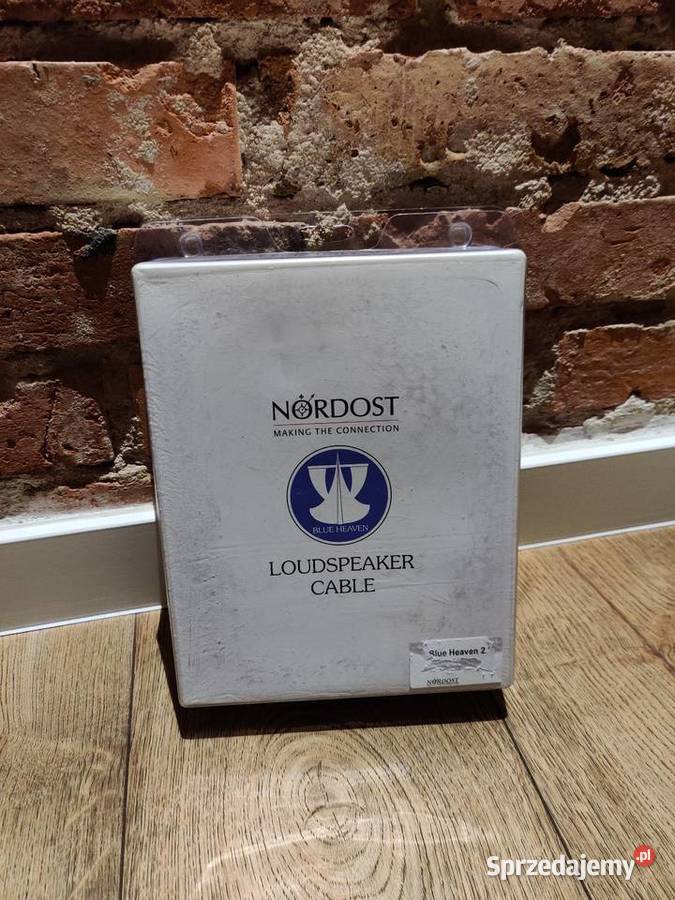 NORDOST
MAKING THE CONNECTION
BLUE HEAVEN
LOUDSPEAKER
CABLE
Blue Heaven 2
NORDOST
Sprzedajemy.pl